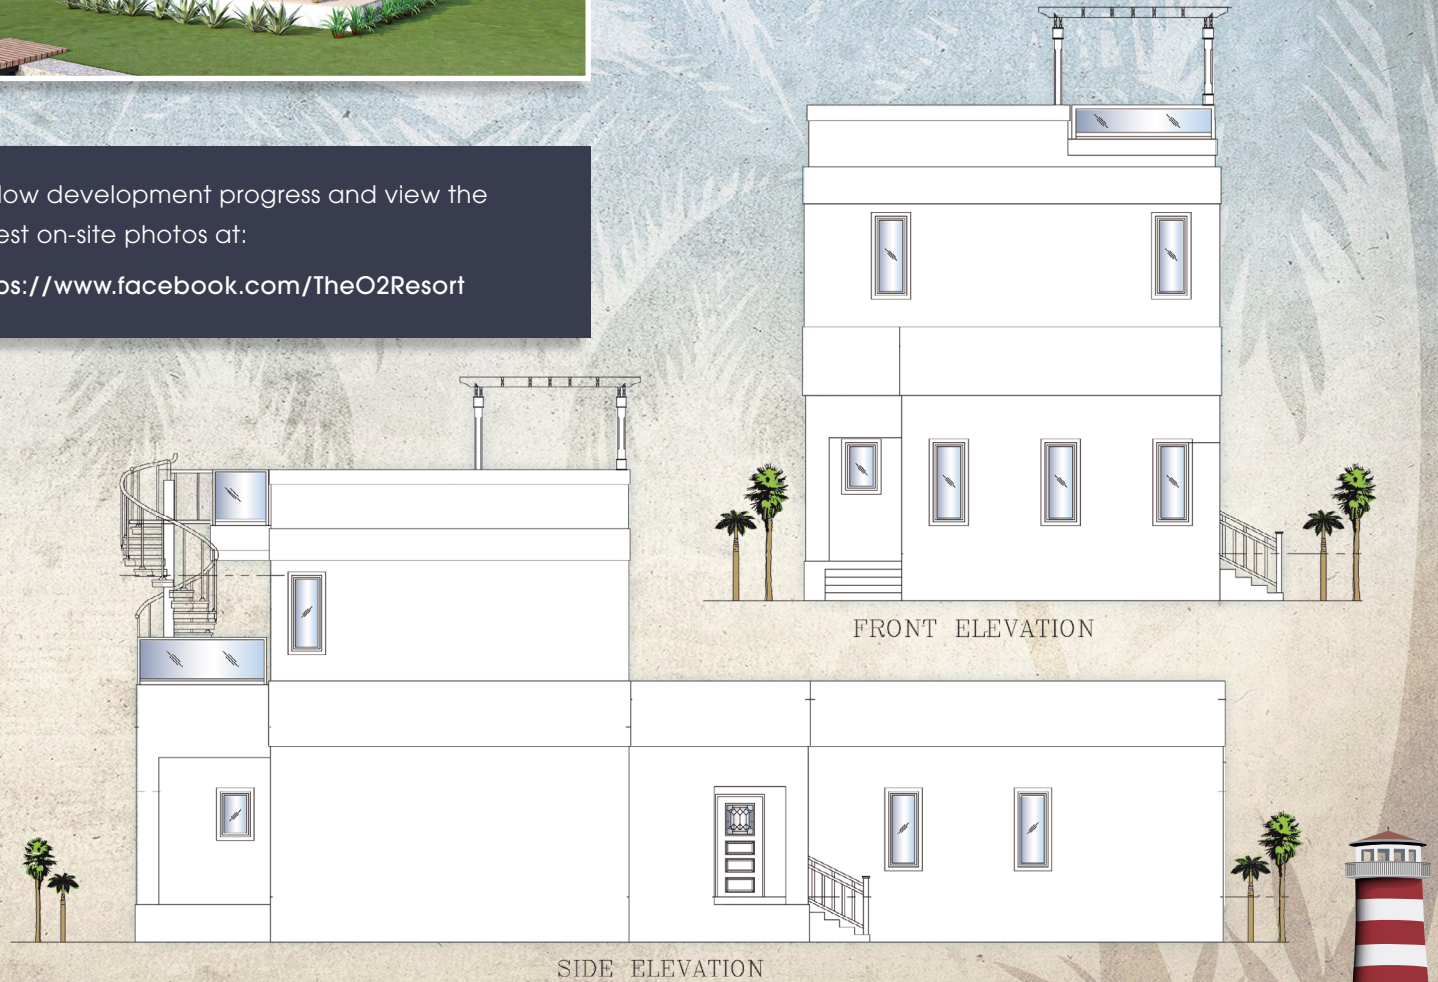 low development progress and view the
est on-site photos at:
ps://www.facebook.com/TheO2Resort
FRONT ELEVATION
SIDE ELEVATION